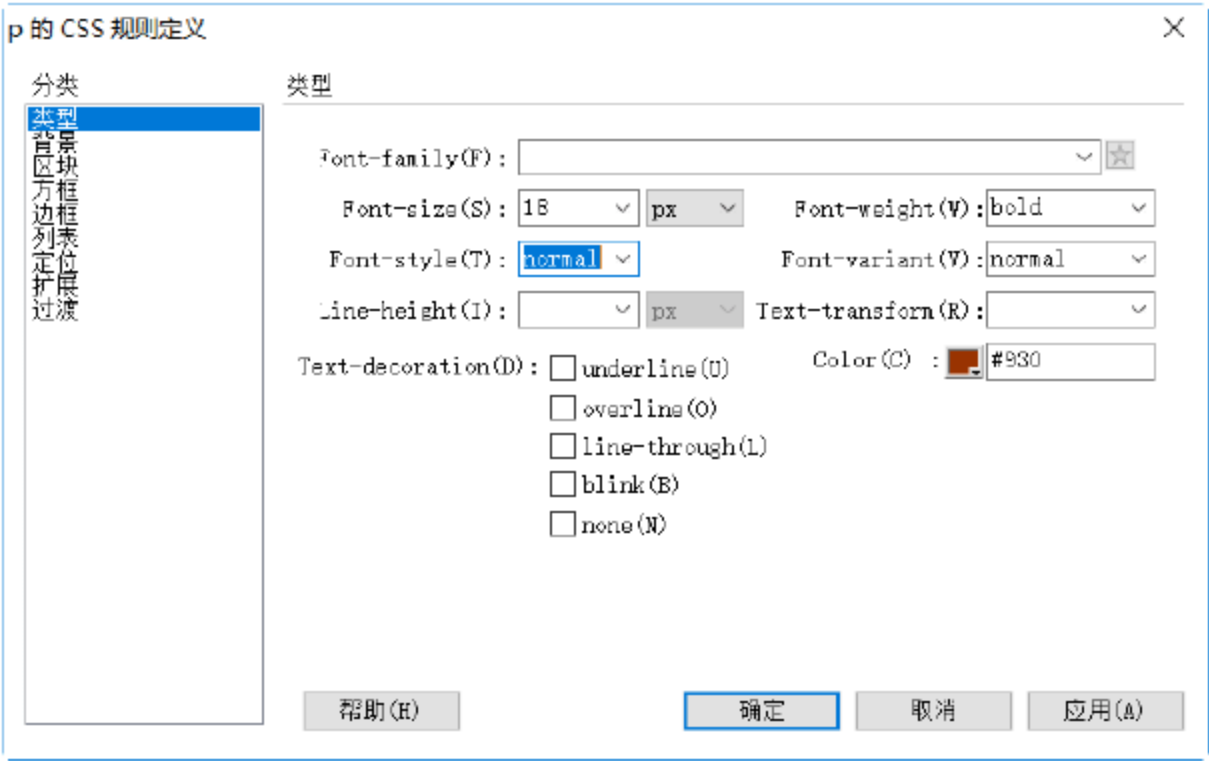 p 的 CSS 规则定义
分类
类型
背景
区块
方框
边框
列表
定位
扩展
过渡
类型
Font-family(F):
Font-size(S): 18 px Font-weight(W): bold
Font-style(T): normal Font-variant(V): normal
Line-height(I): px Text-transform(R):
Text-decoration(D): underline(U) Color(C) : #930
overline(O)
line-through(L)
blink(B)
none(N)
帮助(H) 确定 取消 应用(A)